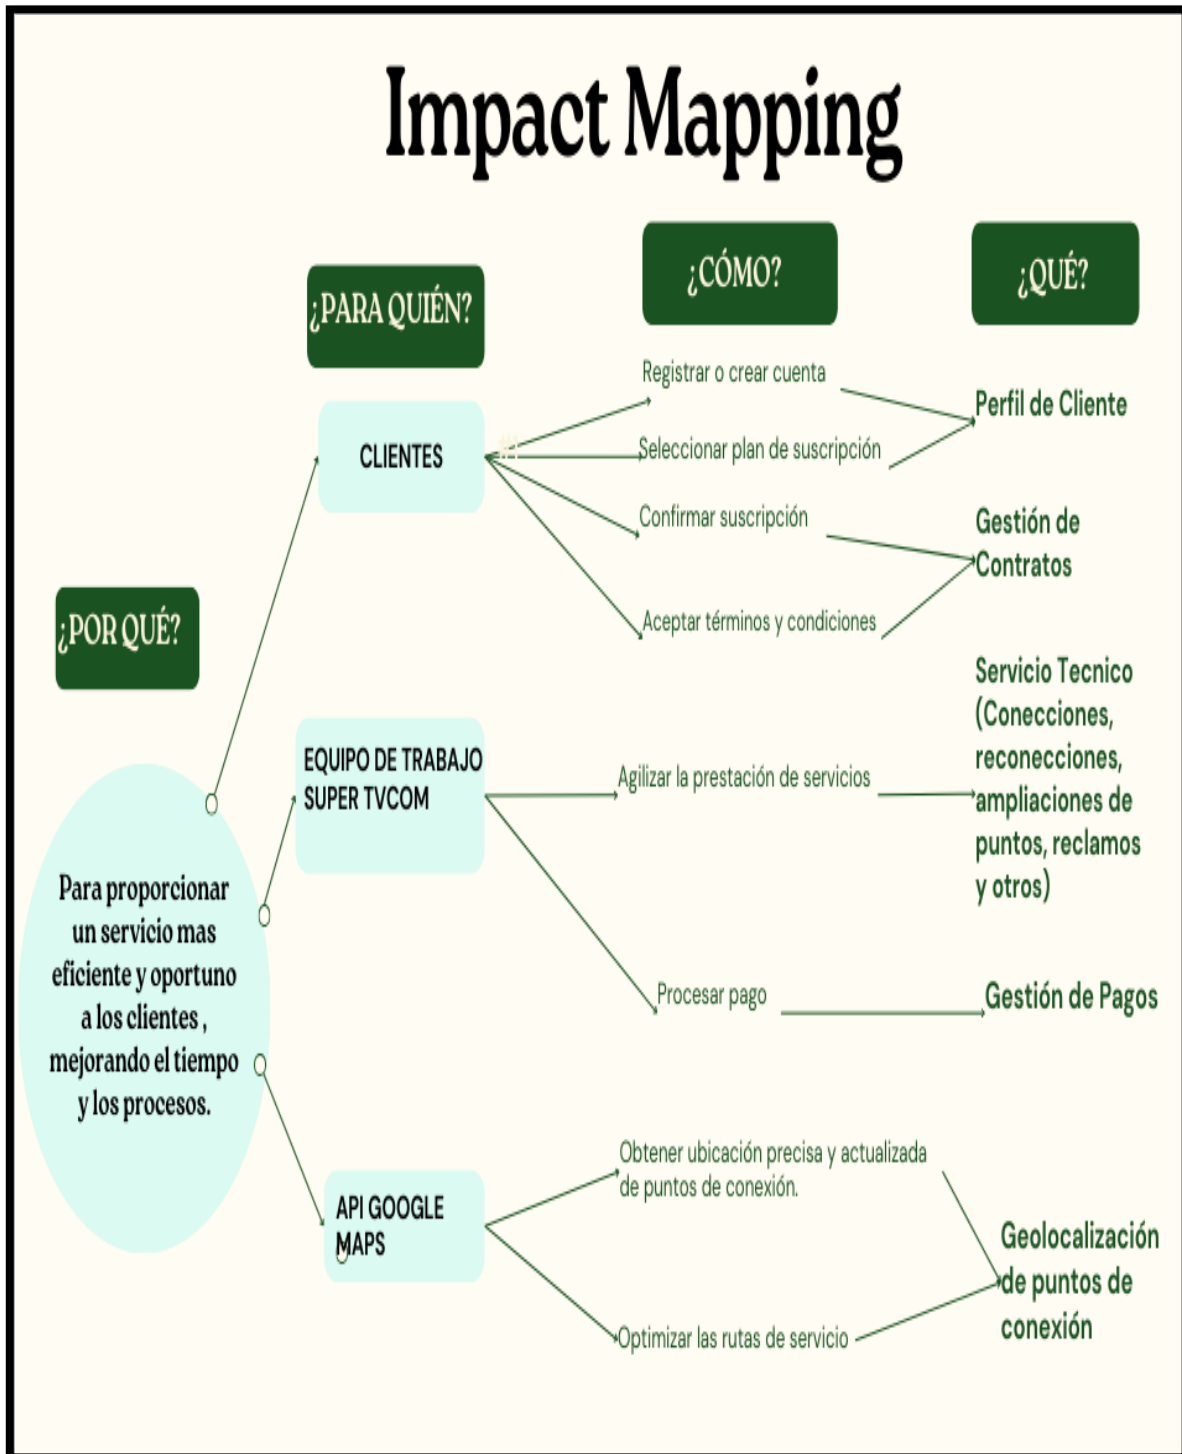 Impact Mapping
¿POR QUÉ?
¿PARA QUIÉN?
¿CÓMO?
¿QUÉ?
Para proporcionar
un servicio mas
eficiente y oportuno
a los clientes ,
mejorando el tiempo
y los procesos.
CLIENTES
#1
Registrar o crear cuenta
Seleccionar plan de suscripción
Perfil de Cliente
Confirmar suscripción
Aceptar términos y condiciones
Gestión de
Contratos
EQUIPO DE TRABAJO
SUPER TVCOM
Agilizar la prestación de servicios
Servicio Tecnico
(Conecciones,
reconecciones,
ampliaciones de
puntos, reclamos
y otros)
Procesar pago
Gestión de Pagos
API GOOGLE
MAPS
Obtener ubicación precisa y actualizada
de puntos de conexión.
Optimizar las rutas de servicio
Geolocalización
de puntos de
conexión